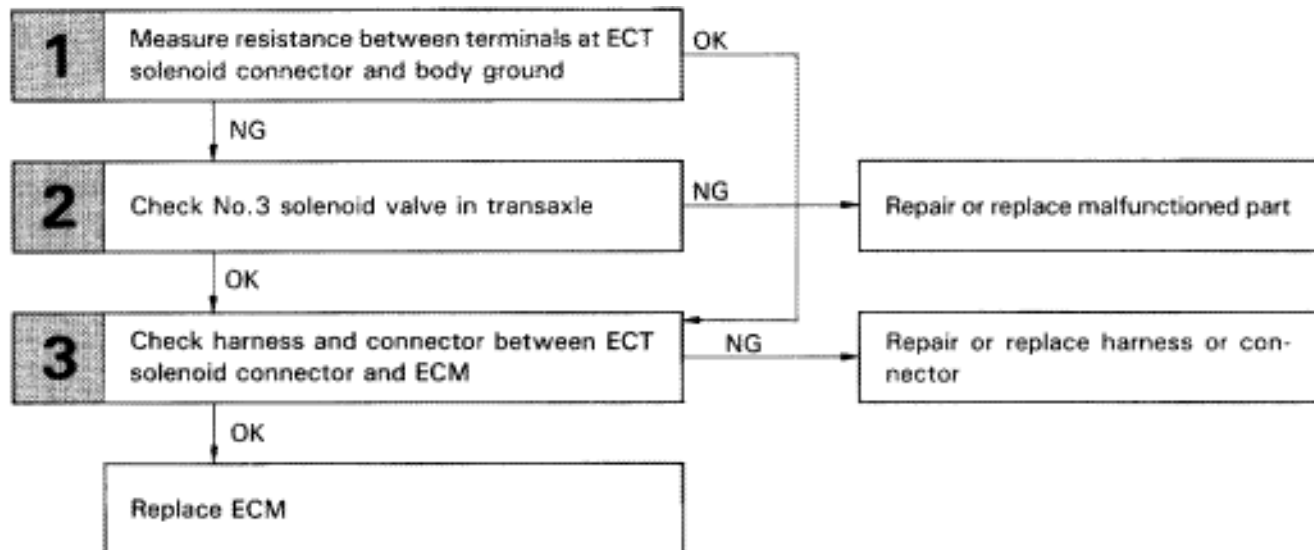 1
Measure resistance between terminals at ECT
solenoid connector and body ground
OK
NG
2
Check No.3 solenoid valve in transaxle
NG
Repair or replace malfunctioned part
OK
3
Check harness and connector between ECT
solenoid connector and ECM
NG
Repair or replace harness or con-
nector
OK
Replace ECM